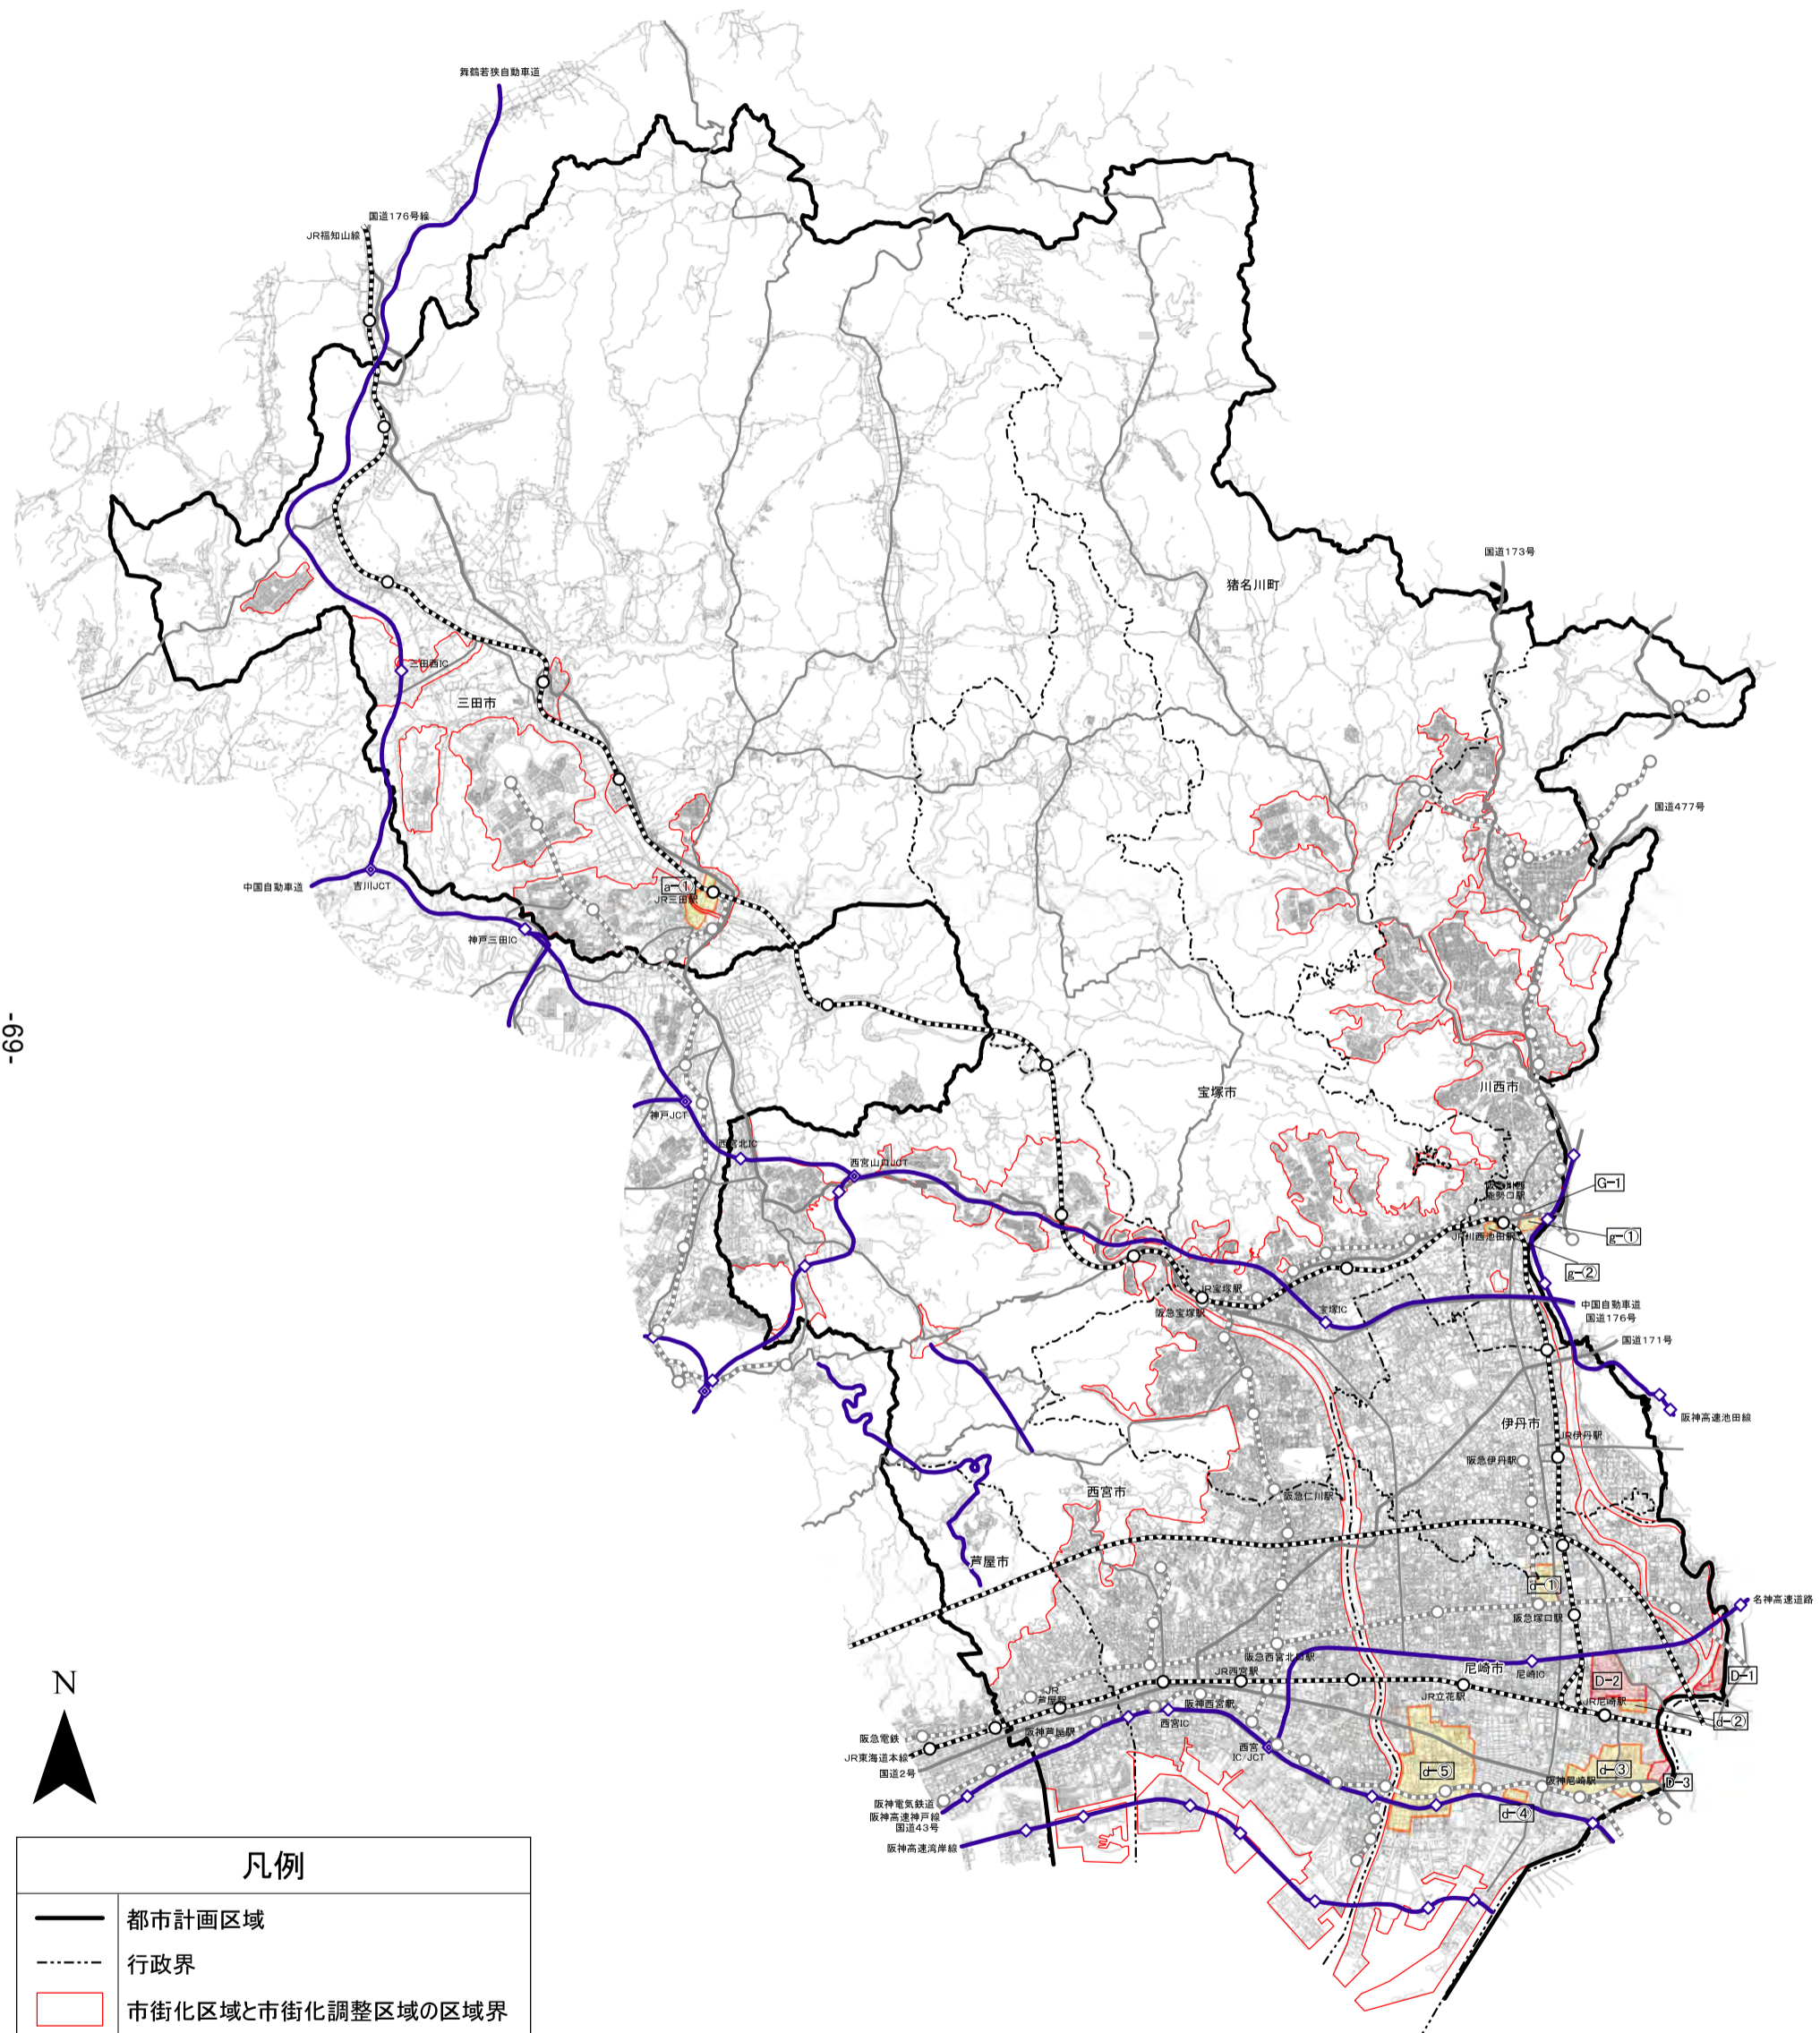 舞鶴若狭自動車道
国道176号線
JR福知山線
国道173号
猪名川町
三田西IC
三田市
国道477号
中国自動車道
吉川JCT
a-①
JR三田駅
神戸三田IC
-69-
川西市
宝塚市
神戸JCT
西宮北IC
西宮山口JCT
能勢口駅
G-1
JR川西池田駅
g-①
g-②
JR宝塚駅
阪急宝塚駅
宝塚IC
中国自動車道
国道176号
国道171号
阪神高速池田線
伊丹市
JR伊丹駅
阪急伊丹駅
西宮市
阪急仁川駅
芦屋市
d-①
阪急塚口駅
名神高速道路
阪急西宮北口駅
JR西宮駅
尼崎市
尼崎IC
D-2
D-1
JR
芦屋駅
阪神西宮駅
JR立花駅
JR尼崎駅
d-②
阪急電鉄
阪神芦屋駅
西宮IC
JR東海道本線
西宮
IC/JCT
国道2号
d-⑤
d-③
阪神尼崎駅
D-3
阪神電気鉄道
阪神高速神戸線
国道43号
d-④
阪神高速湾岸線
N
凡例
都市計画区域
行政界
市街化区域と市街化調整区域の区域界